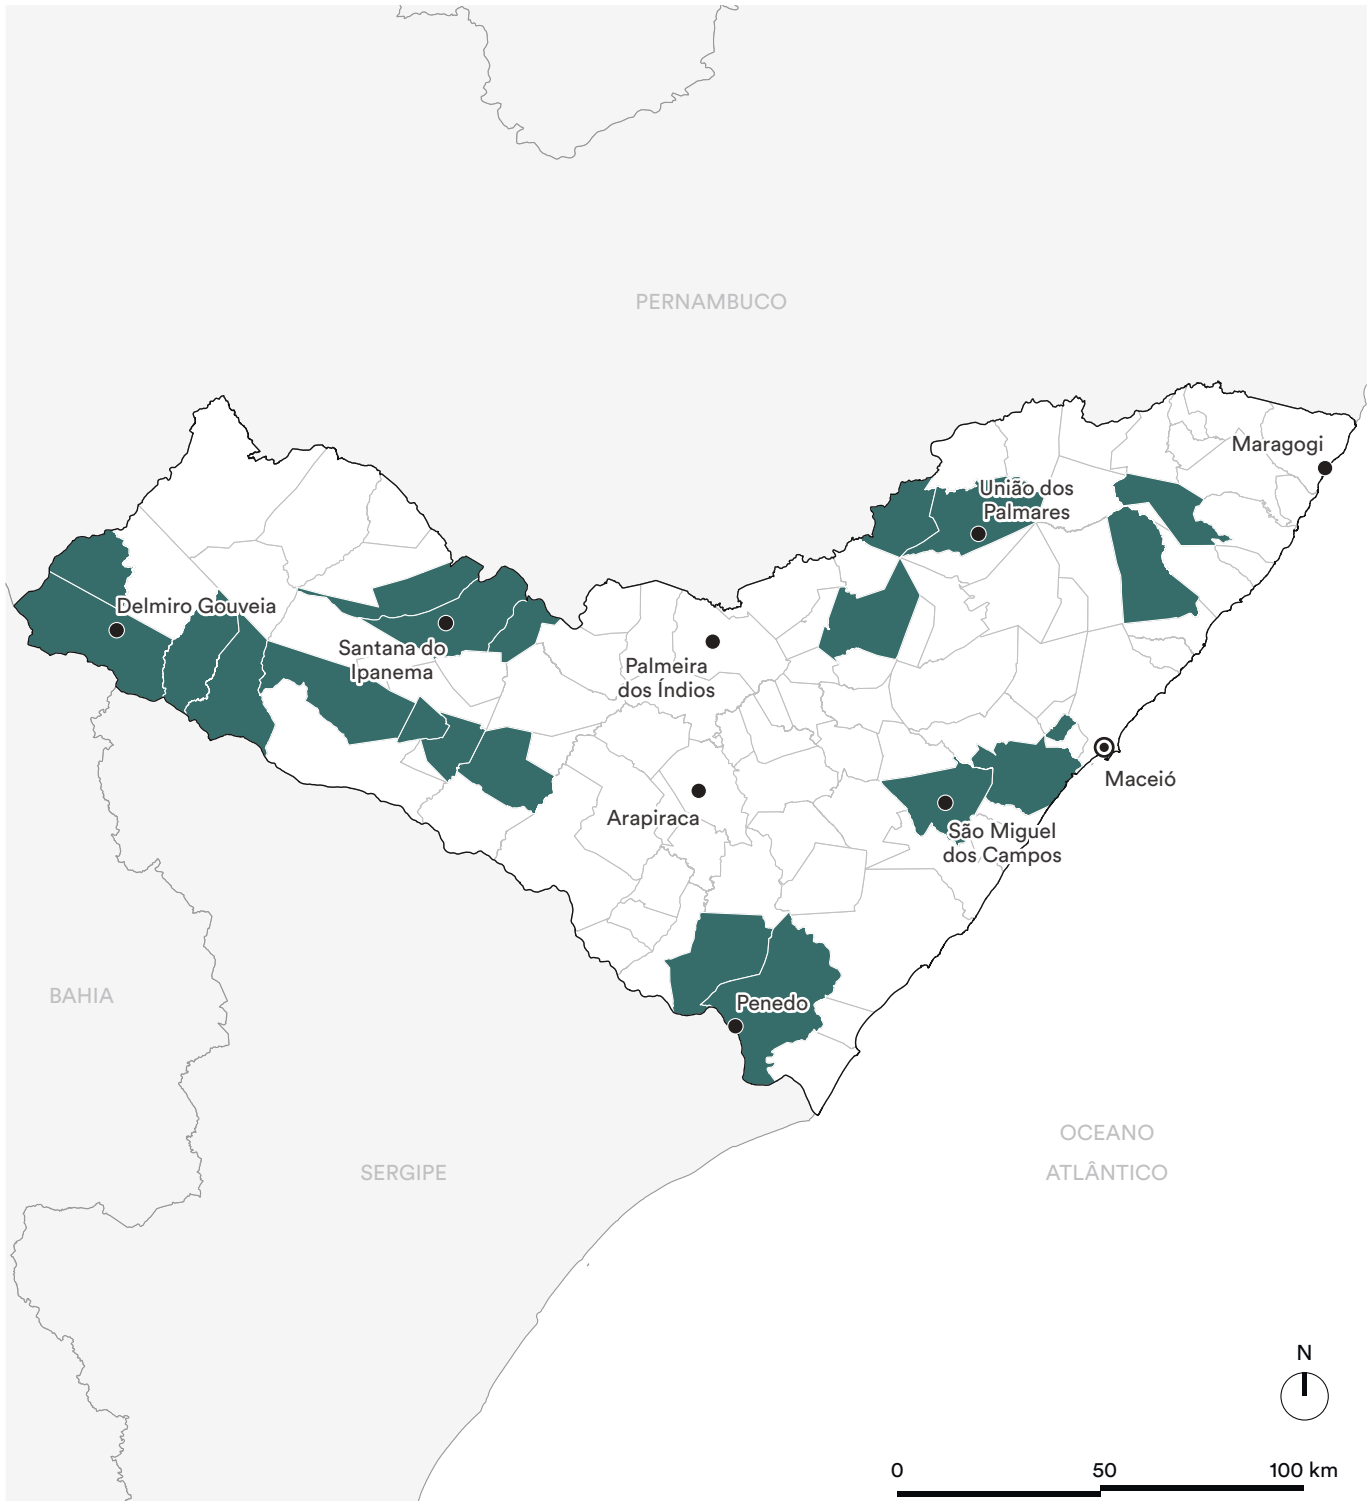 PERNAMBUCO
Maragogi
União dos
Palmares
Delmiro Gouveia
Santana do
Ipanema
Palmeira
dos Índios
Maceió
Arapiraca
São Miguel
dos Campos
BAHIA
Penedo
OCEANO
ATLÂNTICO
SERGIPE
N
0 50 100 km